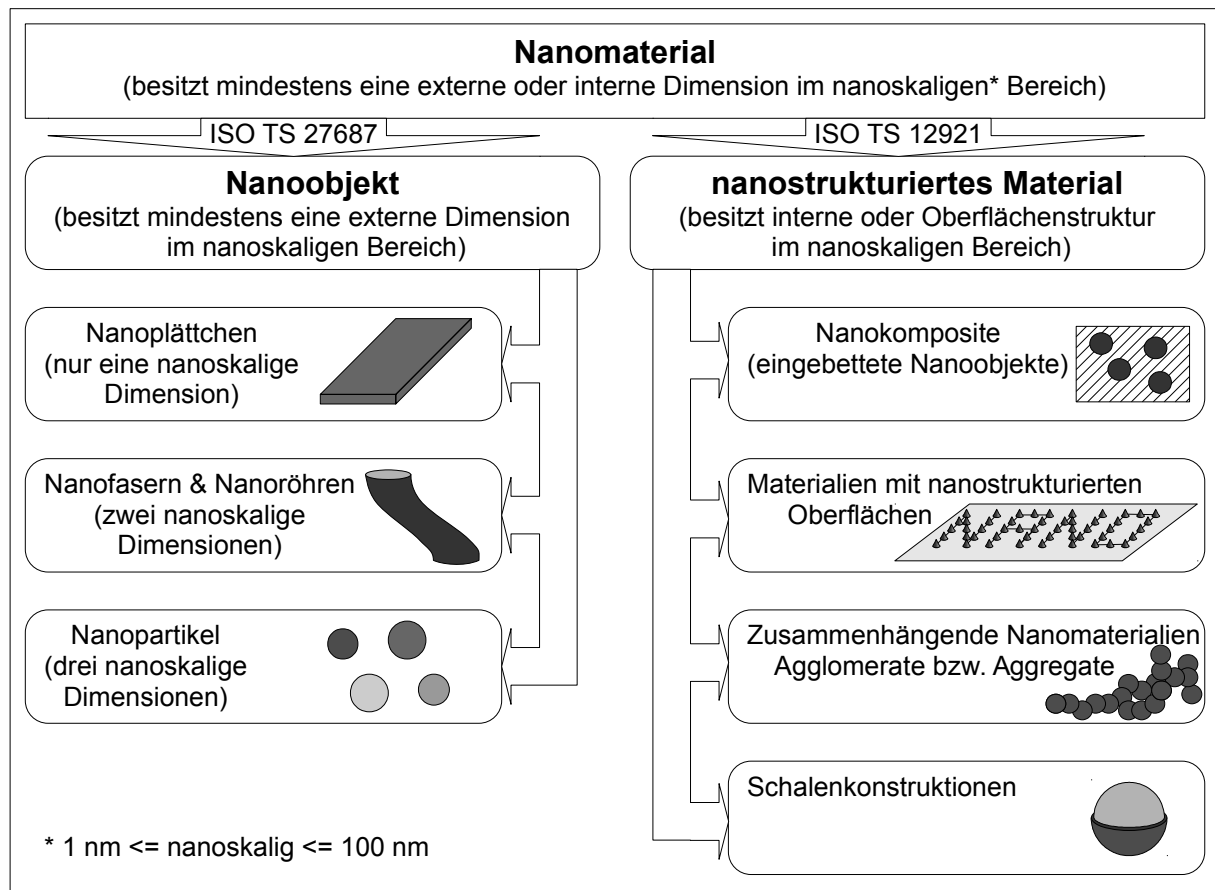 Nanomaterial
(besitzt mindestens eine externe oder interne Dimension im nanoskaligen* Bereich)
ISO TS 27687
ISO TS 12921
Nanoobjekt
(besitzt mindestens eine externe Dimension
im nanoskaligen Bereich)
nanostrukturiertes Material
(besitzt interne oder Oberflächenstruktur
im nanoskaligen Bereich)
Nanoplättchen
(nur eine nanoskalige
Dimension)
Nanofasern & Nanoröhren
(zwei nanoskalige
Dimensionen)
Nanopartikel
(drei nanoskalige
Dimensionen)
Nanokomposite
(eingebettete Nanoobjekte)
Materialien mit nanostrukturierten
Oberflächen
NANO
Zusammenhängende Nanomaterialien
Agglomerate bzw. Aggregate
Schalenkonstruktionen
* 1 nm <= nanoskalig <= 100 nm